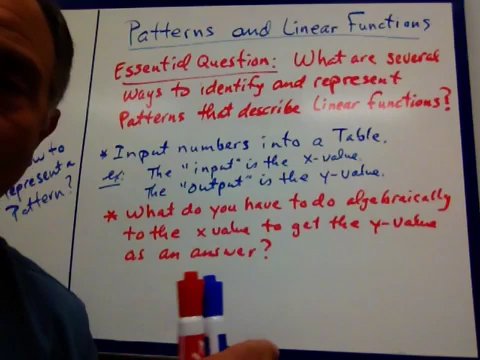 Patterns and Linear Functions
Essential Question: What are several
ways to identify and represent
Patterns that describe Linear functions?
* Input numbers into a Table.
ex: The "input" is the x-value.
The "output" is the y-value.
* What do you have to do algebraically
to the x value to get the y-value
as an answer?
to
represent a
Pattern?